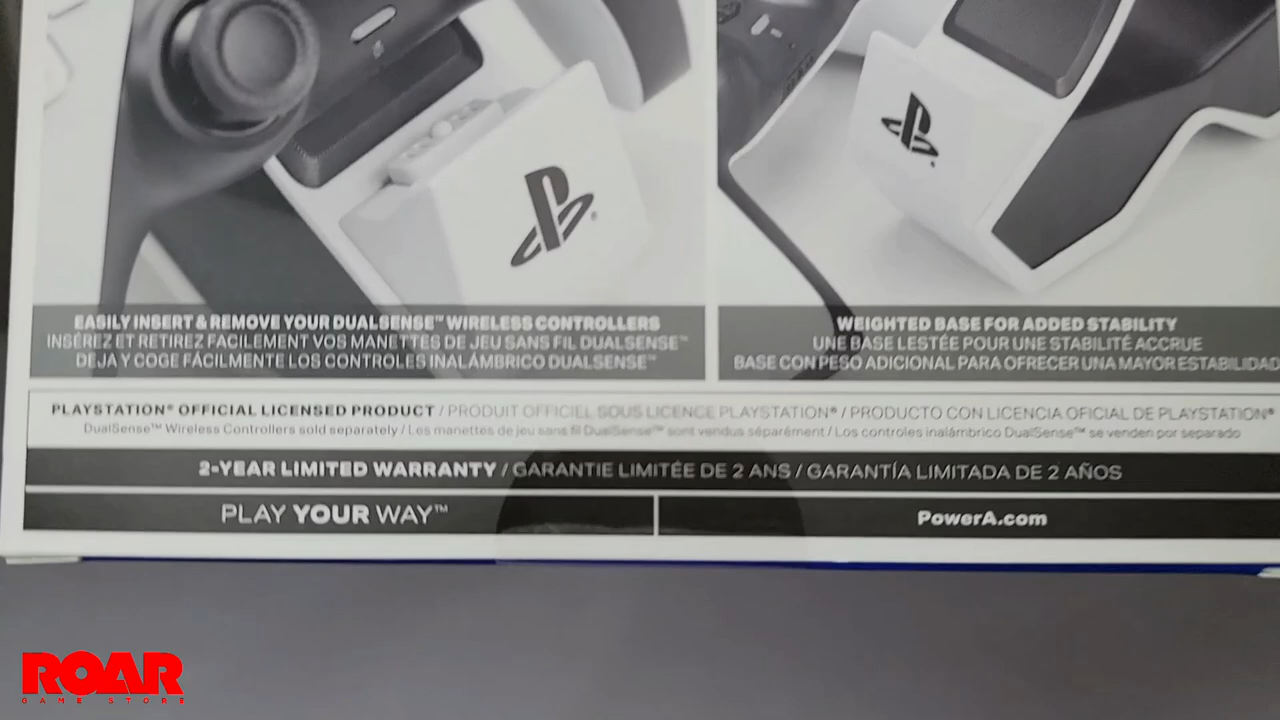 EASILY INSERT & REMOVE YOUR DUALSENSE™ WIRELESS CONTROLLERS
INSÉREZ ET RETIREZ FACILEMENT VOS MANETTES DE JEU SANS FIL DUALSENSE™
DEJA Y COGE FÁCILMENTE LOS CONTROLES INALÁMBRICO DUALSENSE™
WEIGHTED BASE FOR ADDED STABILITY
UNE BASE LESTÉE POUR UNE STABILITÉ ACCRUE
BASE CON PESO ADICIONAL PARA OFRECER UNA MAYOR ESTABILIDAD
PLAYSTATION® OFFICIAL LICENSED PRODUCT / PRODUIT OFFICIEL SOUS LICENCE PLAYSTATION® / PRODUCTO CON LICENCIA OFICIAL DE PLAYSTATION®
DualSense™ Wireless Controllers sold separately / Les manettes de jeu sans fil DualSense™ sont vendus séparément / Los controles inalámbrico DualSense™ se venden por separado
2-YEAR LIMITED WARRANTY / GARANTIE LIMITÉE DE 2 ANS / GARANTÍA LIMITADA DE 2 AÑOS
PLAY YOUR WAY™
PowerA.com
ROAR
GAME STORE